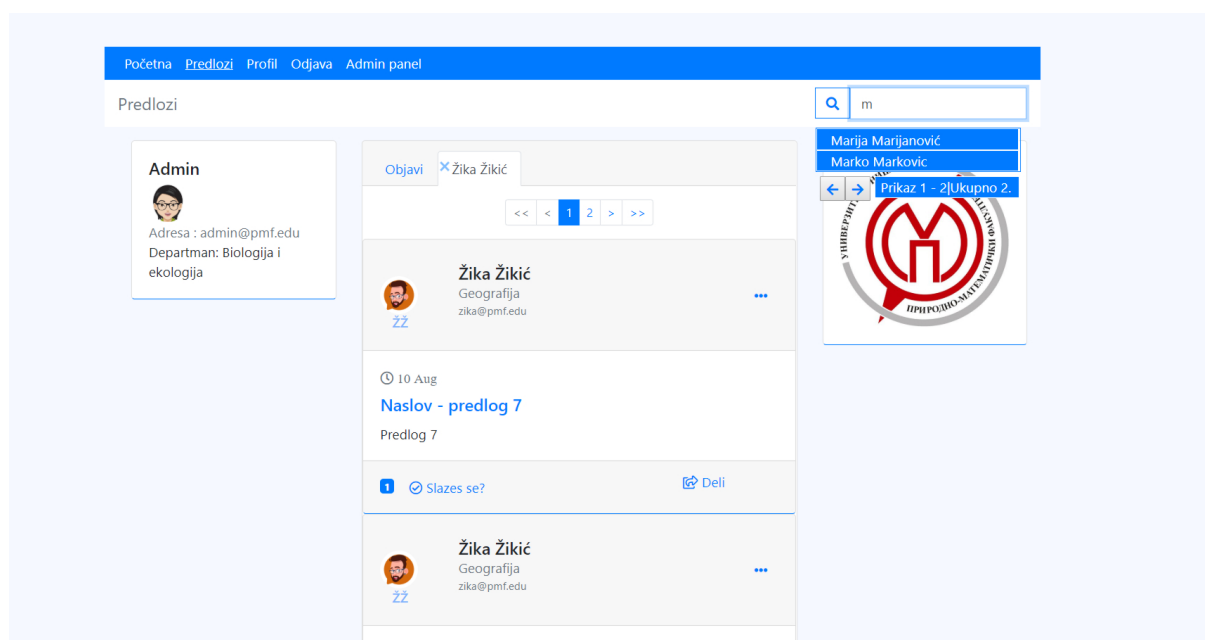 Početna Predlozi Profil Odjava Admin panel
Predlozi
m
Marija Marijanović
Marko Markovic
Prikaz 1 - 2|Ukupno 2.
Admin
Adresa : admin@pmf.edu
Departman: Biologija i
ekologija
Objavi Žika Žikić
<< < 1 2 > >>
Žika Žikić
Geografija
zika@pmf.edu
ŽŽ
10 Aug
Naslov - predlog 7
Predlog 7
1 Slazes se? Deli
Žika Žikić
Geografija
zika@pmf.edu
ŽŽ
ПРИРОДНО-МАТЕМАТИЧКИ